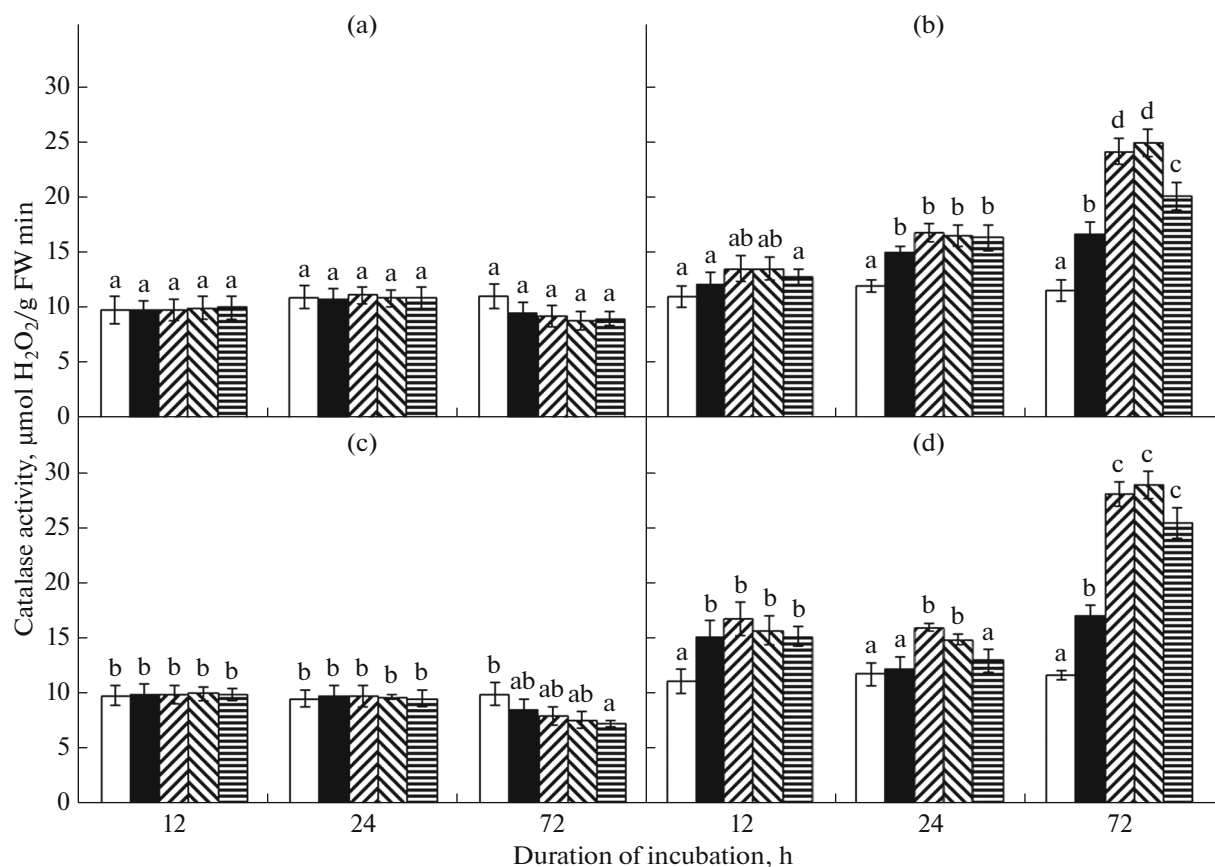 (a) (b)
30
25
20
15
10
5
0
a a a a a
a a a a a
a a a a a
a a ab ab a
a b b b b
a b d d c
(c) (d)
30
25
20
15
10
5
0
b b b b b
b b b b b
b ab ab ab a
a b b b b
a a b b a
a b c c c
12 24 72 12 24 72
Duration of incubation, h
Catalase activity, μmol H₂O₂/g FW min